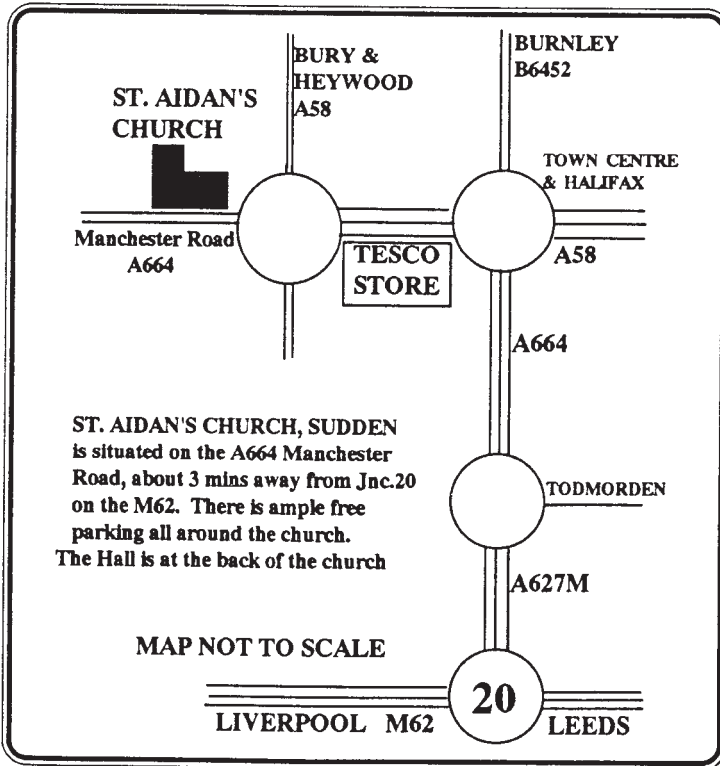 BURY &
HEYWOOD
A58
BURNLEY
B6452
ST. AIDAN'S
CHURCH
TOWN CENTRE
& HALIFAX
Manchester Road
A664
TESCO
STORE
A58
A664
ST. AIDAN'S CHURCH, SUDDEN
is situated on the A664 Manchester
Road, about 3 mins away from Jnc.20
on the M62. There is ample free
parking all around the church.
The Hall is at the back of the church
TODMORDEN
A627M
MAP NOT TO SCALE
20
LIVERPOOL M62
LEEDS